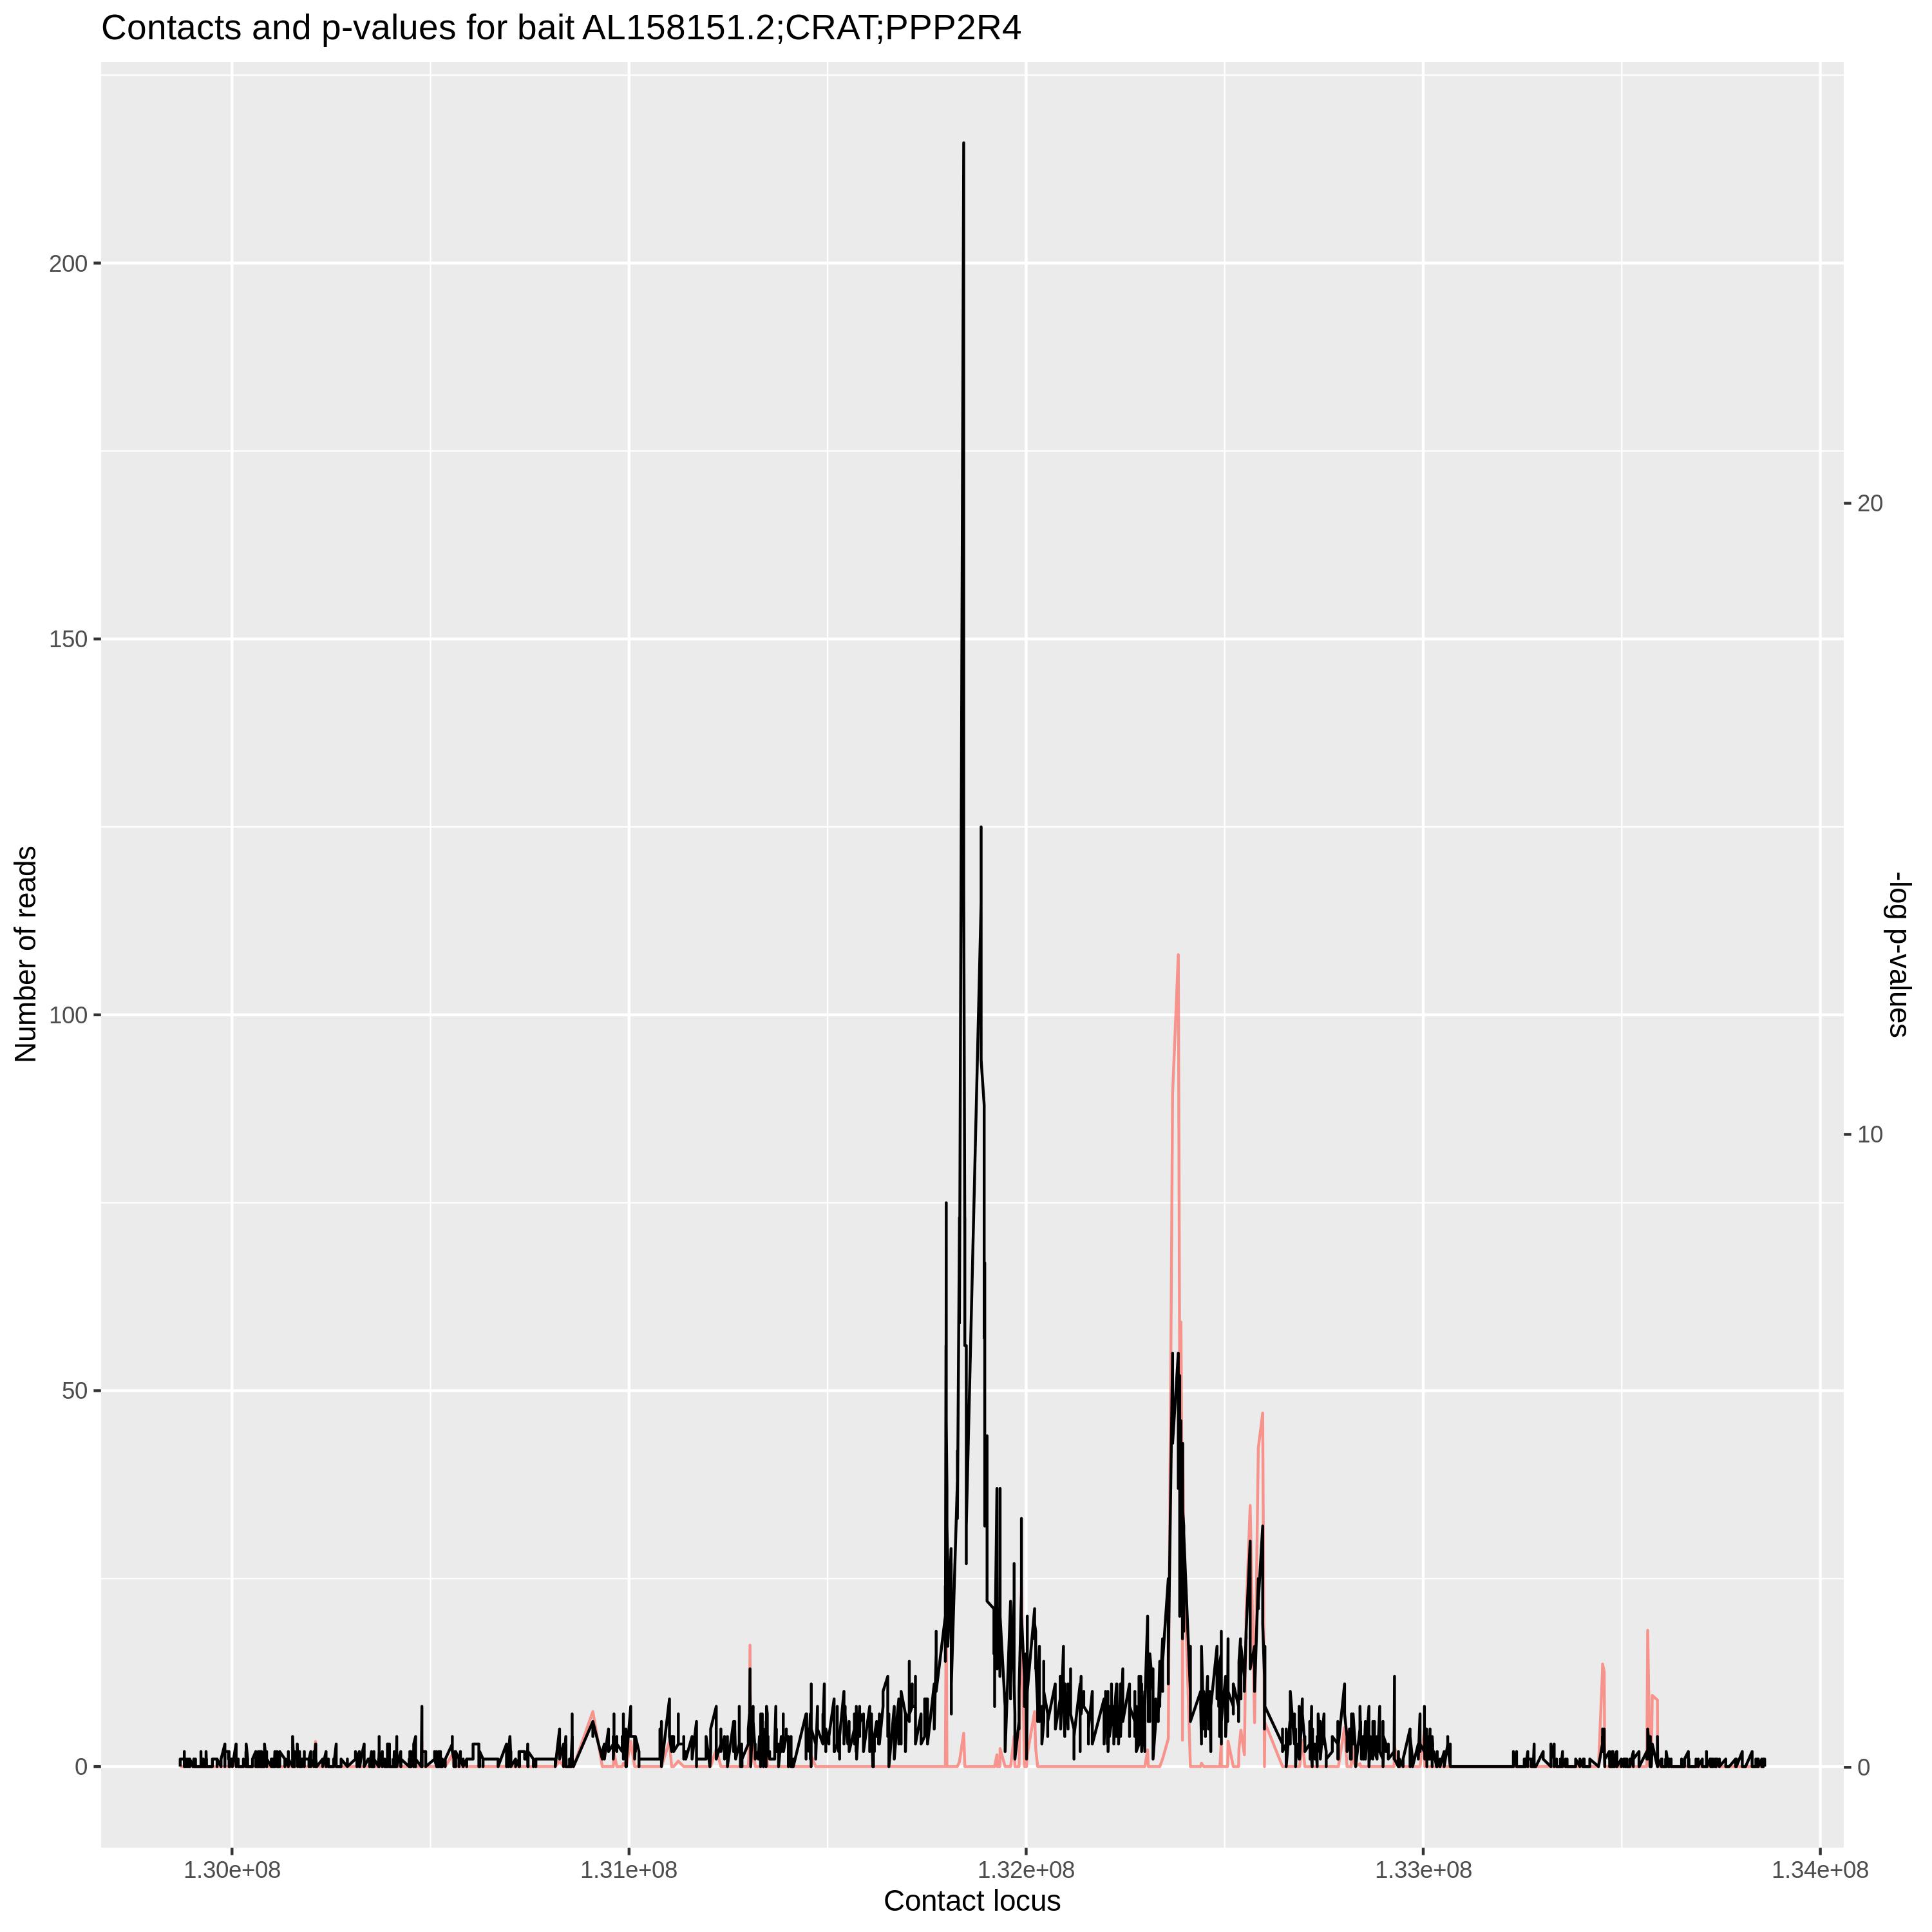 Contacts and p-values for bait AL158151.2;CRAT;PPP2R4
Number of reads
200
150
100
50
0
20
10
0
-log p-values
1.30e+08
1.31e+08
1.32e+08
1.33e+08
1.34e+08
Contact locus